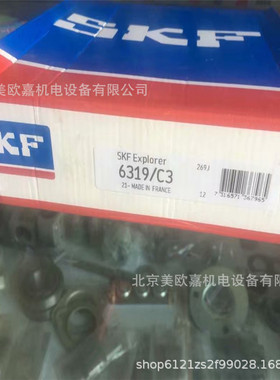 北京美欧嘉机电设备有限公司
SKF
SKF
SKF Explorer
6319/C3
21- MADE IN FRANCE
北京美欧嘉机电设备有限公司
shop6121zs2f99028.168